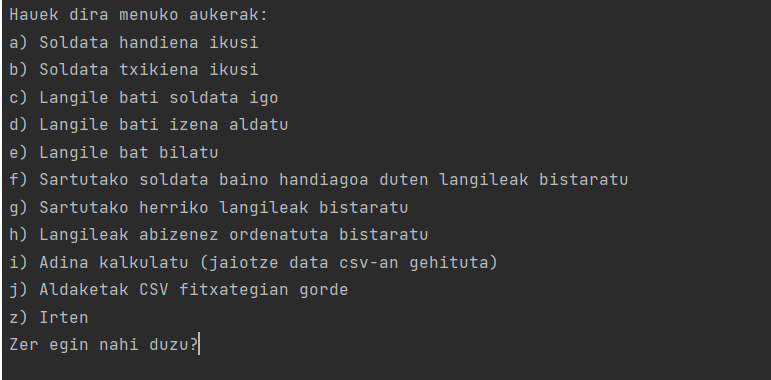 Hauek dira menuko aukerak:
a) Soldata handiena ikusi
b) Soldata txikiena ikusi
c) Langile bati soldata igo
d) Langile bati izena aldatu
e) Langile bat bilatu
f) Sartutako soldata baino handiagoa duten langileak bistaratu
g) Sartutako herriko langileak bistaratu
h) Langileak abizenez ordenatuta bistaratu
i) Adina kalkulatu (jaiotze data csv-an gehituta)
j) Aldaketak CSV fitxategian gorde
z) Irten
Zer egin nahi duzu?